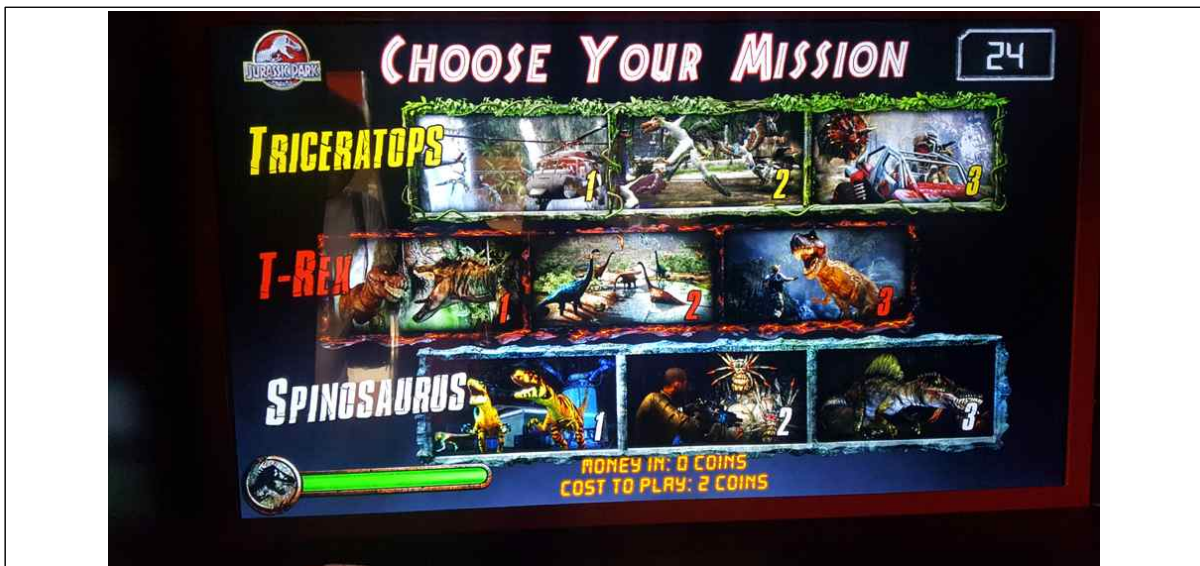 JURASSIC PARK
CHOOSE YOUR MISSION
24
TRICERATOPS
1
2
3
T-REX
1
2
3
SPINOSAURUS
1
2
3
MONEY IN: 0 COINS
COST TO PLAY: 2 COINS